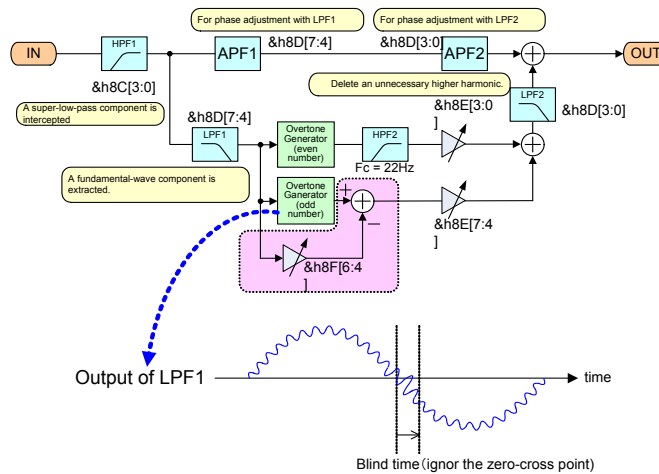 For phase adjustment with LPF1
For phase adjustment with LPF2
IN
HPF1
&h8C[3:0]
&h8D[7:4]
APF1
&h8D[3:0]
APF2
OUT
Delete an unnecessary higher harmonic.
LPF2
&h8D[3:0]
A super-low-pass component is
intercepted
&h8D[7:4]
LPF1
Overtone
Generator
(even
number)
HPF2
Fc = 22Hz
&h8E[3:0
]
A fundamental-wave component is
extracted.
Overtone
Ganerator
(odd
number)
+
−
&h8E[7:4
]
&h8F[6:4
]
Output of LPF1
time
Blind time(ignor the zero-cross point)